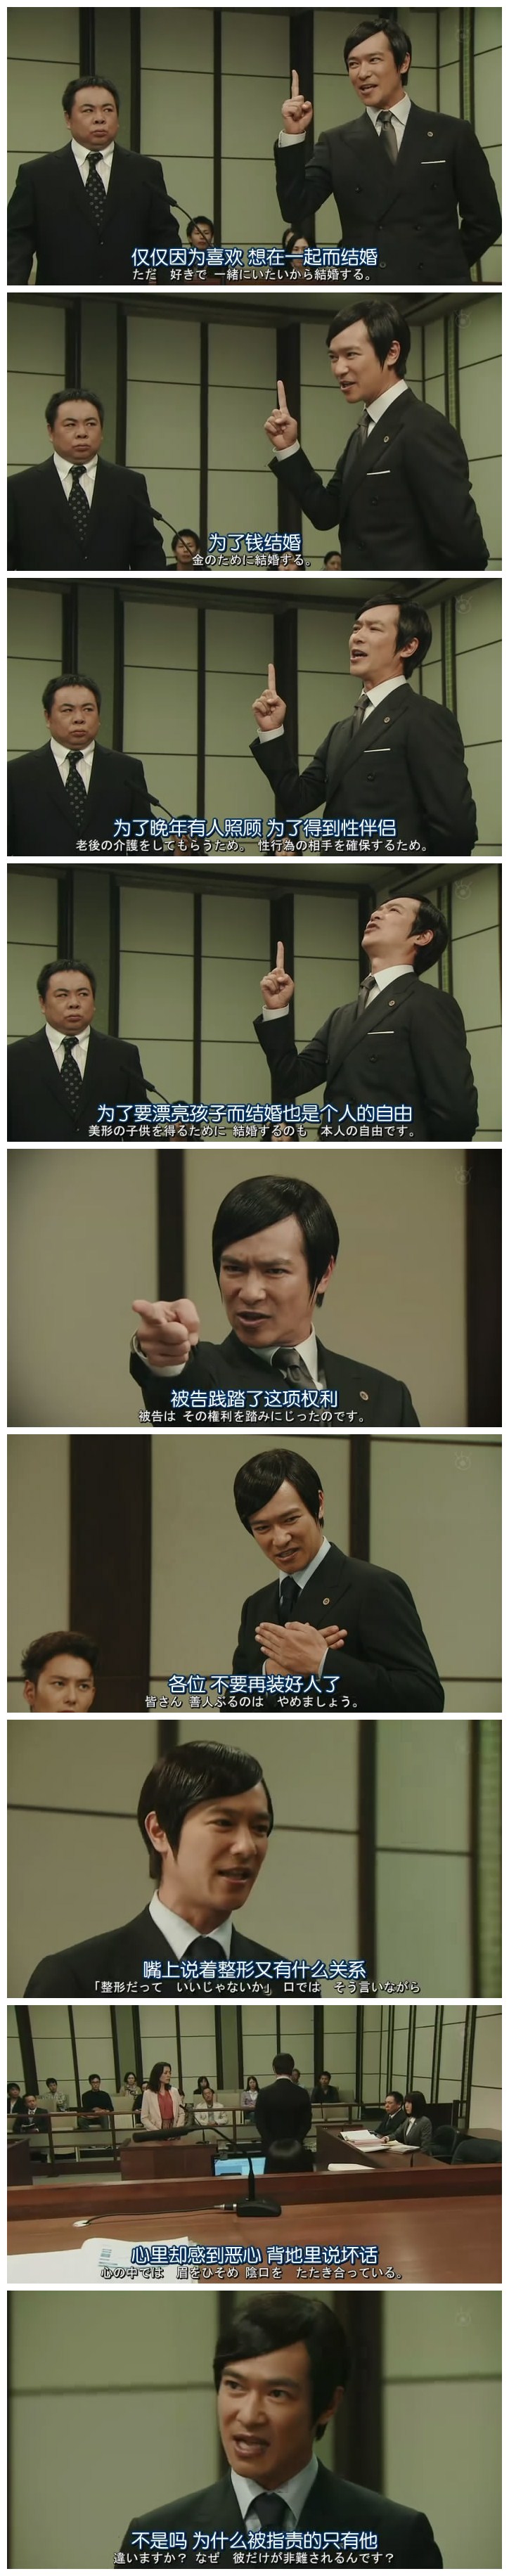 仅仅因为喜欢 想在一起而结婚
ただ 好きで 一緒にいたいから結婚する。
为了钱结婚
金のために結婚する。
为了晚年有人照顾 为了得到性伴侣
老後の介護をしてもらうため。 性行為の相手を確保するため。
为了要漂亮孩子而结婚也是个人的自由
美形の子供を得るために 結婚するのも 本人の自由です。
被告践踏了这项权利
被告は その権利を踏みにじったのです。
各位 不要再装好人了
皆さん 善人ぶるのは やめましょう。
嘴上说着整形又有什么关系
「整形だって いいじゃないか」 口では そう言いながら
心里却感到恶心 背地里说坏话
心の中では 眉をひそめ 陰口を たたき合っている。
不是吗 为什么被指责的只有他
違いますか? なぜ 彼だけが非難されるんです?